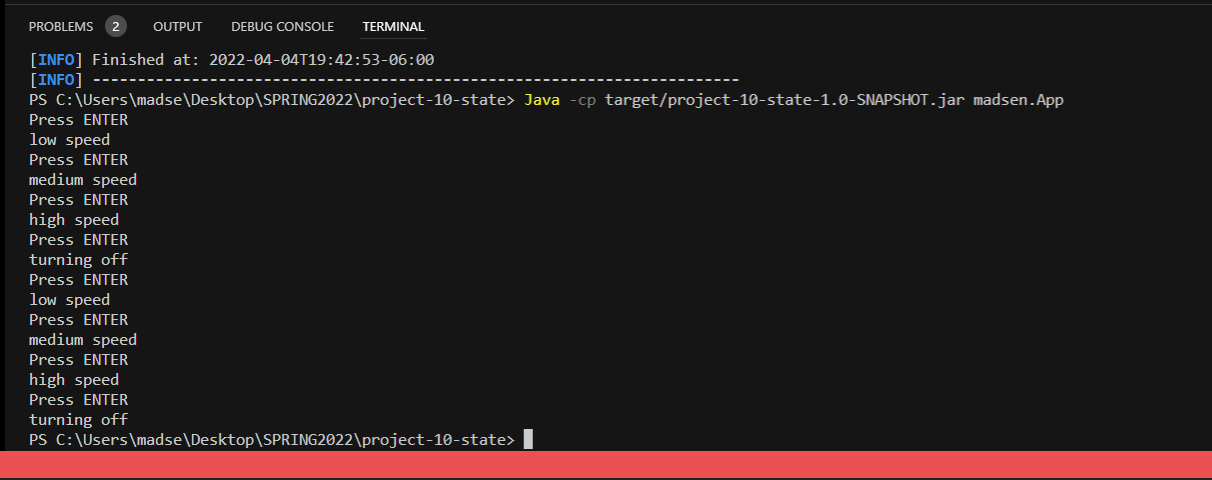 PROBLEMS 2 OUTPUT DEBUG CONSOLE TERMINAL
[INFO] Finished at: 2022-04-04T19:42:53-06:00
[INFO] ------------------------------------------------------------------------
PS C:\Users\madse\Desktop\SPRING2022\project-10-state> Java -cp target/project-10-state-1.0-SNAPSHOT.jar madsen.App
Press ENTER
low speed
Press ENTER
medium speed
Press ENTER
high speed
Press ENTER
turning off
Press ENTER
low speed
Press ENTER
medium speed
Press ENTER
high speed
Press ENTER
turning off
PS C:\Users\madse\Desktop\SPRING2022\project-10-state>